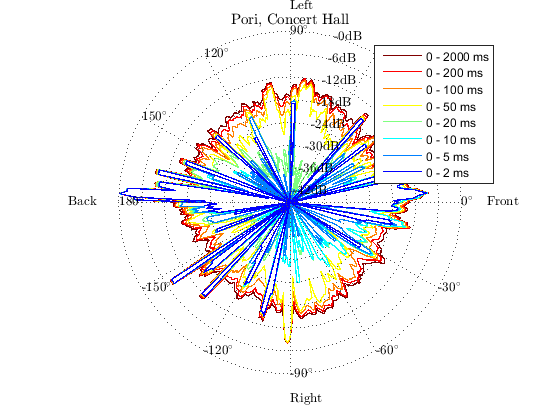 Left
Pori, Concert Hall
90°
-0dB
120°
-6dB
-12dB
-18dB
-24dB
-30dB
-36dB
150°
Back
180°
0°
Front
-150°
-30°
-120°
-60°
-90°
Right
0 - 2000 ms
0 - 200 ms
0 - 100 ms
0 - 50 ms
0 - 20 ms
0 - 10 ms
0 - 5 ms
0 - 2 ms